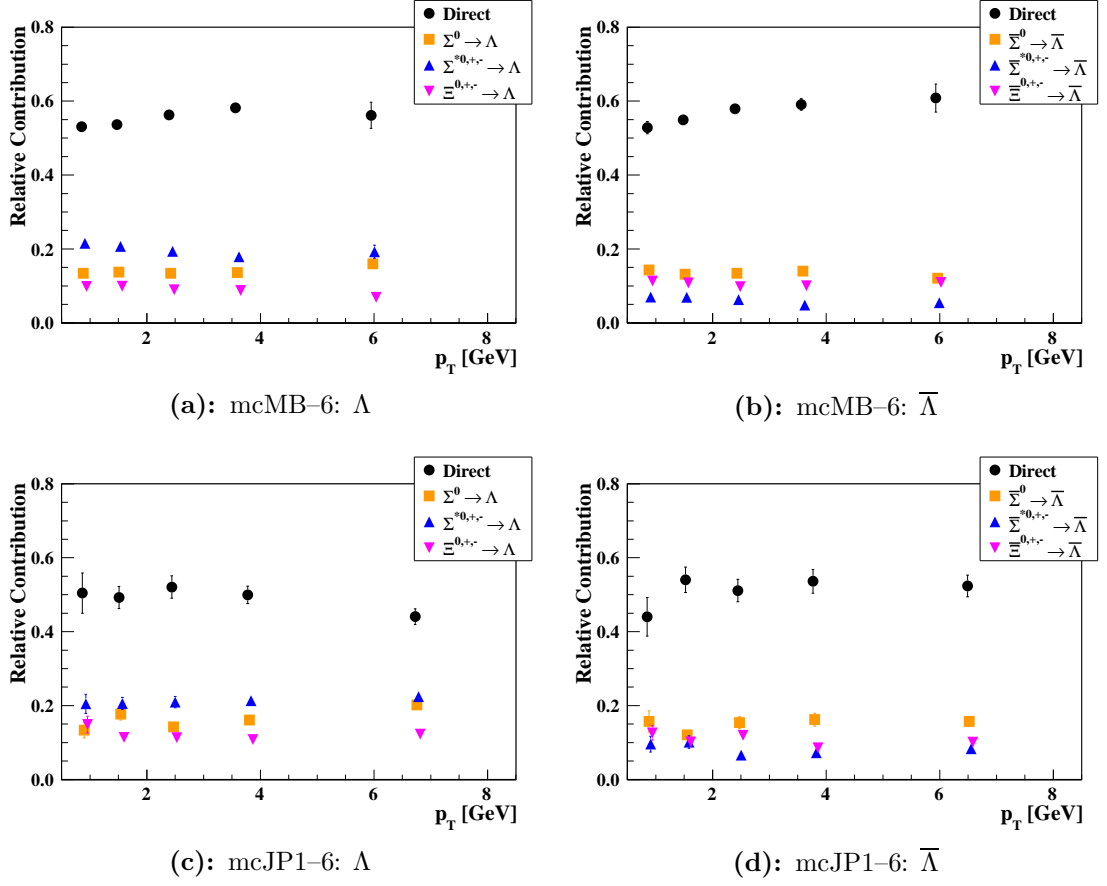 Relative Contribution
0.8
0.6
0.4
0.2
0.0
2 4 6 8
p_T [GeV]
Direct
Σ⁰ → Λ
Σ*⁰,⁺,⁻ → Λ
Ξ⁰,⁺,⁻ → Λ
(a): mcMB–6: Λ
Relative Contribution
0.8
0.6
0.4
0.2
0.0
2 4 6 8
p_T [GeV]
Direct
Σ̅⁰ → Λ̅
Σ̅*⁰,⁺,⁻ → Λ̅
Ξ̅⁰,⁺,⁻ → Λ̅
(b): mcMB–6: Λ̅
Relative Contribution
0.8
0.6
0.4
0.2
0.0
2 4 6 8
p_T [GeV]
Direct
Σ⁰ → Λ
Σ*⁰,⁺,⁻ → Λ
Ξ⁰,⁺,⁻ → Λ
(c): mcJP1–6: Λ
Relative Contribution
0.8
0.6
0.4
0.2
0.0
2 4 6 8
p_T [GeV]
Direct
Σ̅⁰ → Λ̅
Σ̅*⁰,⁺,⁻ → Λ̅
Ξ̅⁰,⁺,⁻ → Λ̅
(d): mcJP1–6: Λ̅